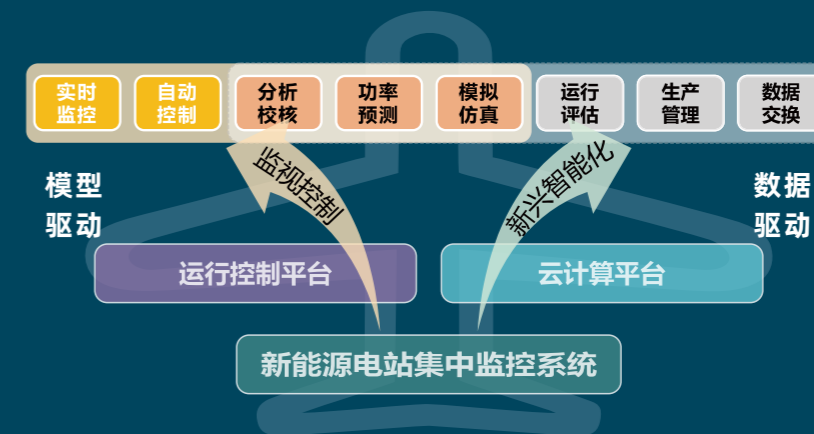 实时
监控
自动
控制
分析
校核
功率
预测
模拟
仿真
运行
评估
生产
管理
数据
交换
监视控制
新兴智能化
模型
驱动
数据
驱动
运行控制平台
云计算平台
新能源电站集中监控系统